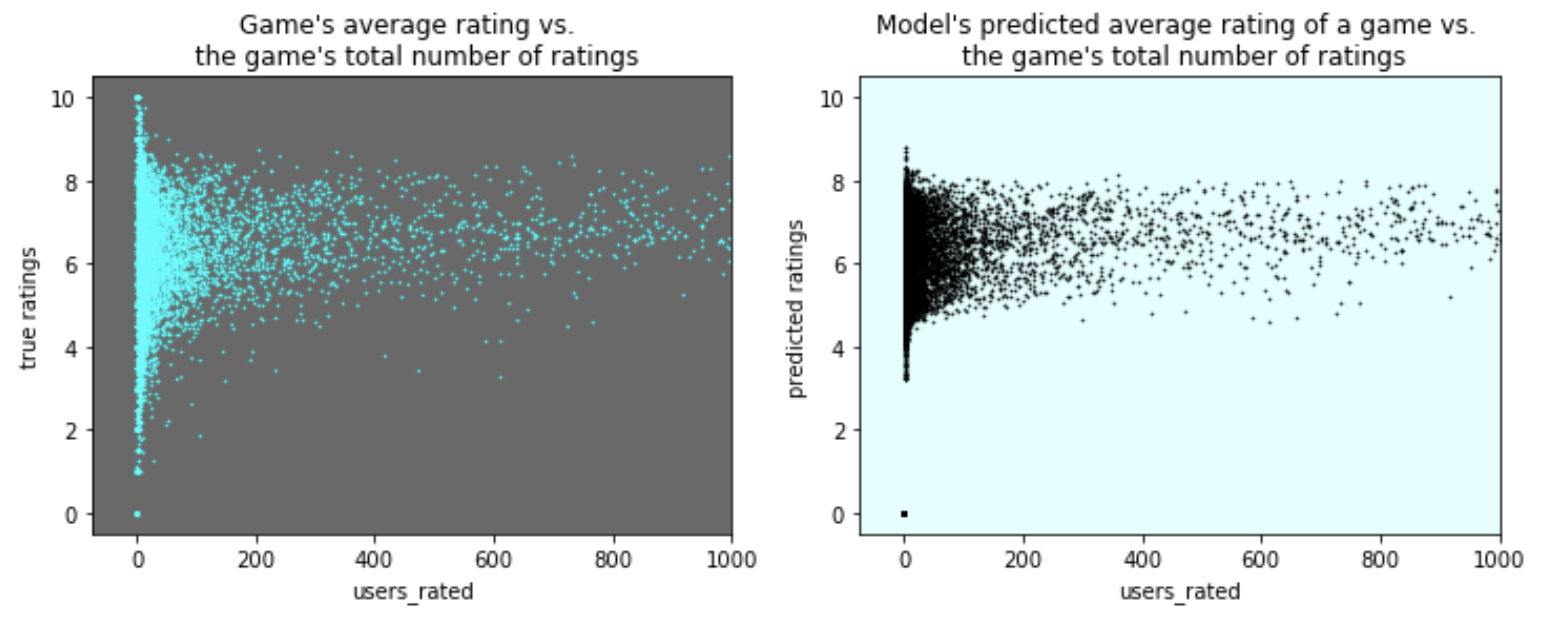 Game's average rating vs.
the game's total number of ratings
true ratings
10
8
6
4
2
0
0 200 400 600 800 1000
users_rated
Model's predicted average rating of a game vs.
the game's total number of ratings
predicted ratings
10
8
6
4
2
0
0 200 400 600 800 1000
users_rated